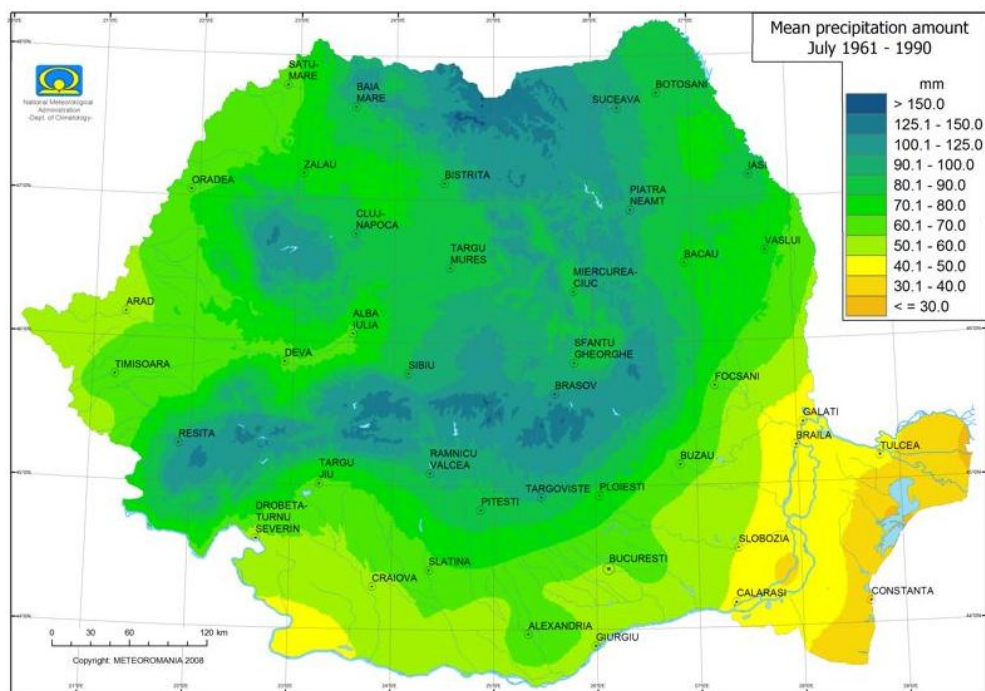 Mean precipitation amount
July 1961 - 1990
mm
> 150.0
125.1 - 150.0
100.1 - 125.0
90.1 - 100.0
80.1 - 90.0
70.1 - 80.0
60.1 - 70.0
50.1 - 60.0
40.1 - 50.0
30.1 - 40.0
< = 30.0
National Meteorological
Administration
-Dept. of Climatology-
SATU-
MARE
BAIA
MARE
BOTOSANI
SUCEAVA
ZALAU
IASI
ORADEA
BISTRITA
PIATRA
NEAMT
CLUJ-
NAPOCA
TARGU
MURES
VASLUI
BACAU
MIERCUREA-
CIUC
ARAD
ALBA
IULIA
DEVA
SFANTU
GHEORGHE
TIMISOARA
SIBIU
FOCSANI
BRASOV
GALATI
RESITA
BRAILA
TULCEA
RAMNICU
VALCEA
BUZAU
TARGU
JIU
TARGOVISTE
PLOIESTI
PITESTI
DROBETA-
TURNU
SEVERIN
SLOBOZIA
BUCURESTI
SLATINA
CRAIOVA
CALARASI
CONSTANTA
ALEXANDRIA
GIURGIU
0 30 60 120 km
Copyright: METEOROMANIA 2008